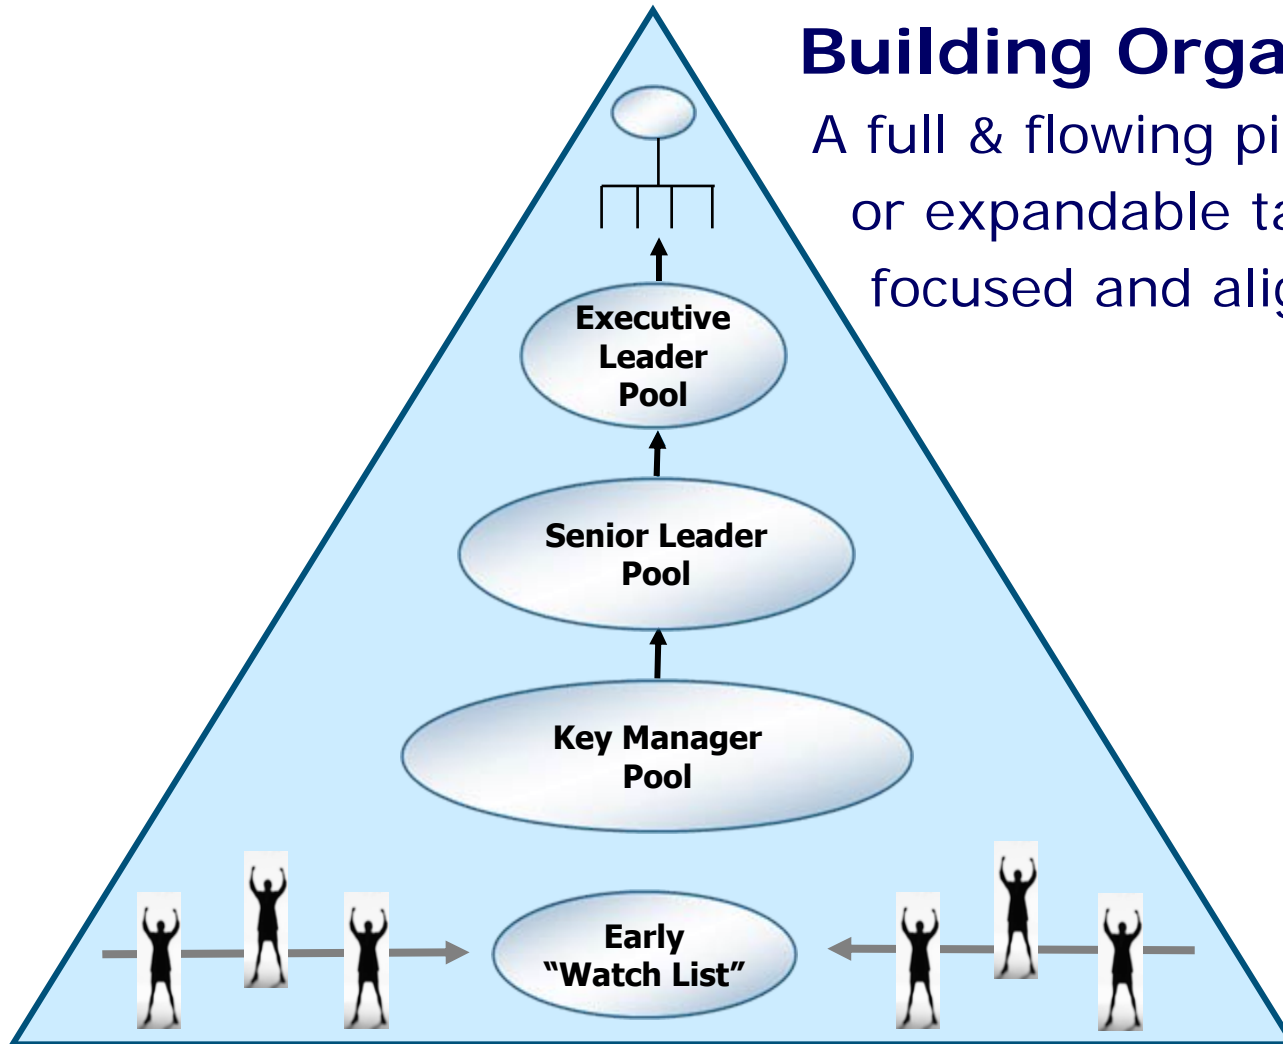 Building Orga
A full & flowing pi
or expandable ta
focused and alig
Executive
Leader
Pool
Senior Leader
Pool
Key Manager
Pool
Early
“Watch List”